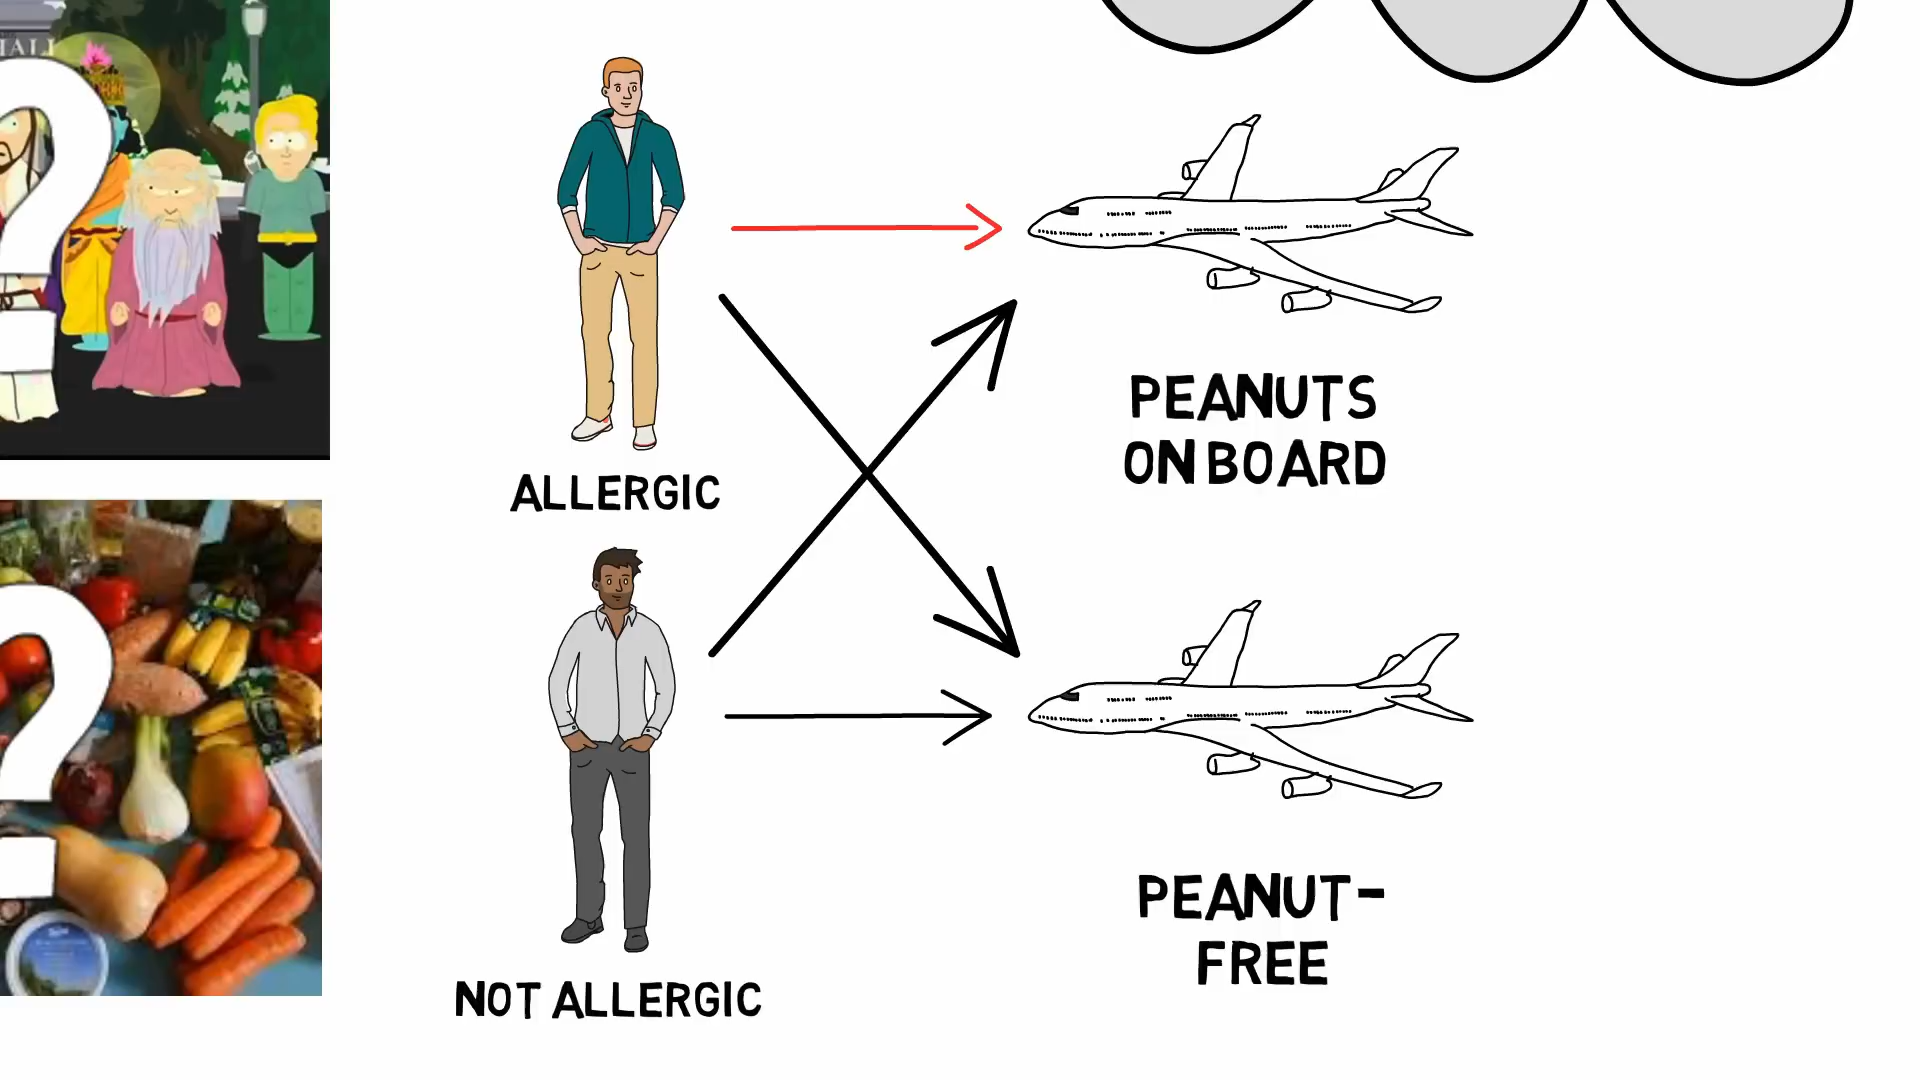 ALLERGIC
PEANUTS
ON BOARD
NOT ALLERGIC
PEANUT-
FREE